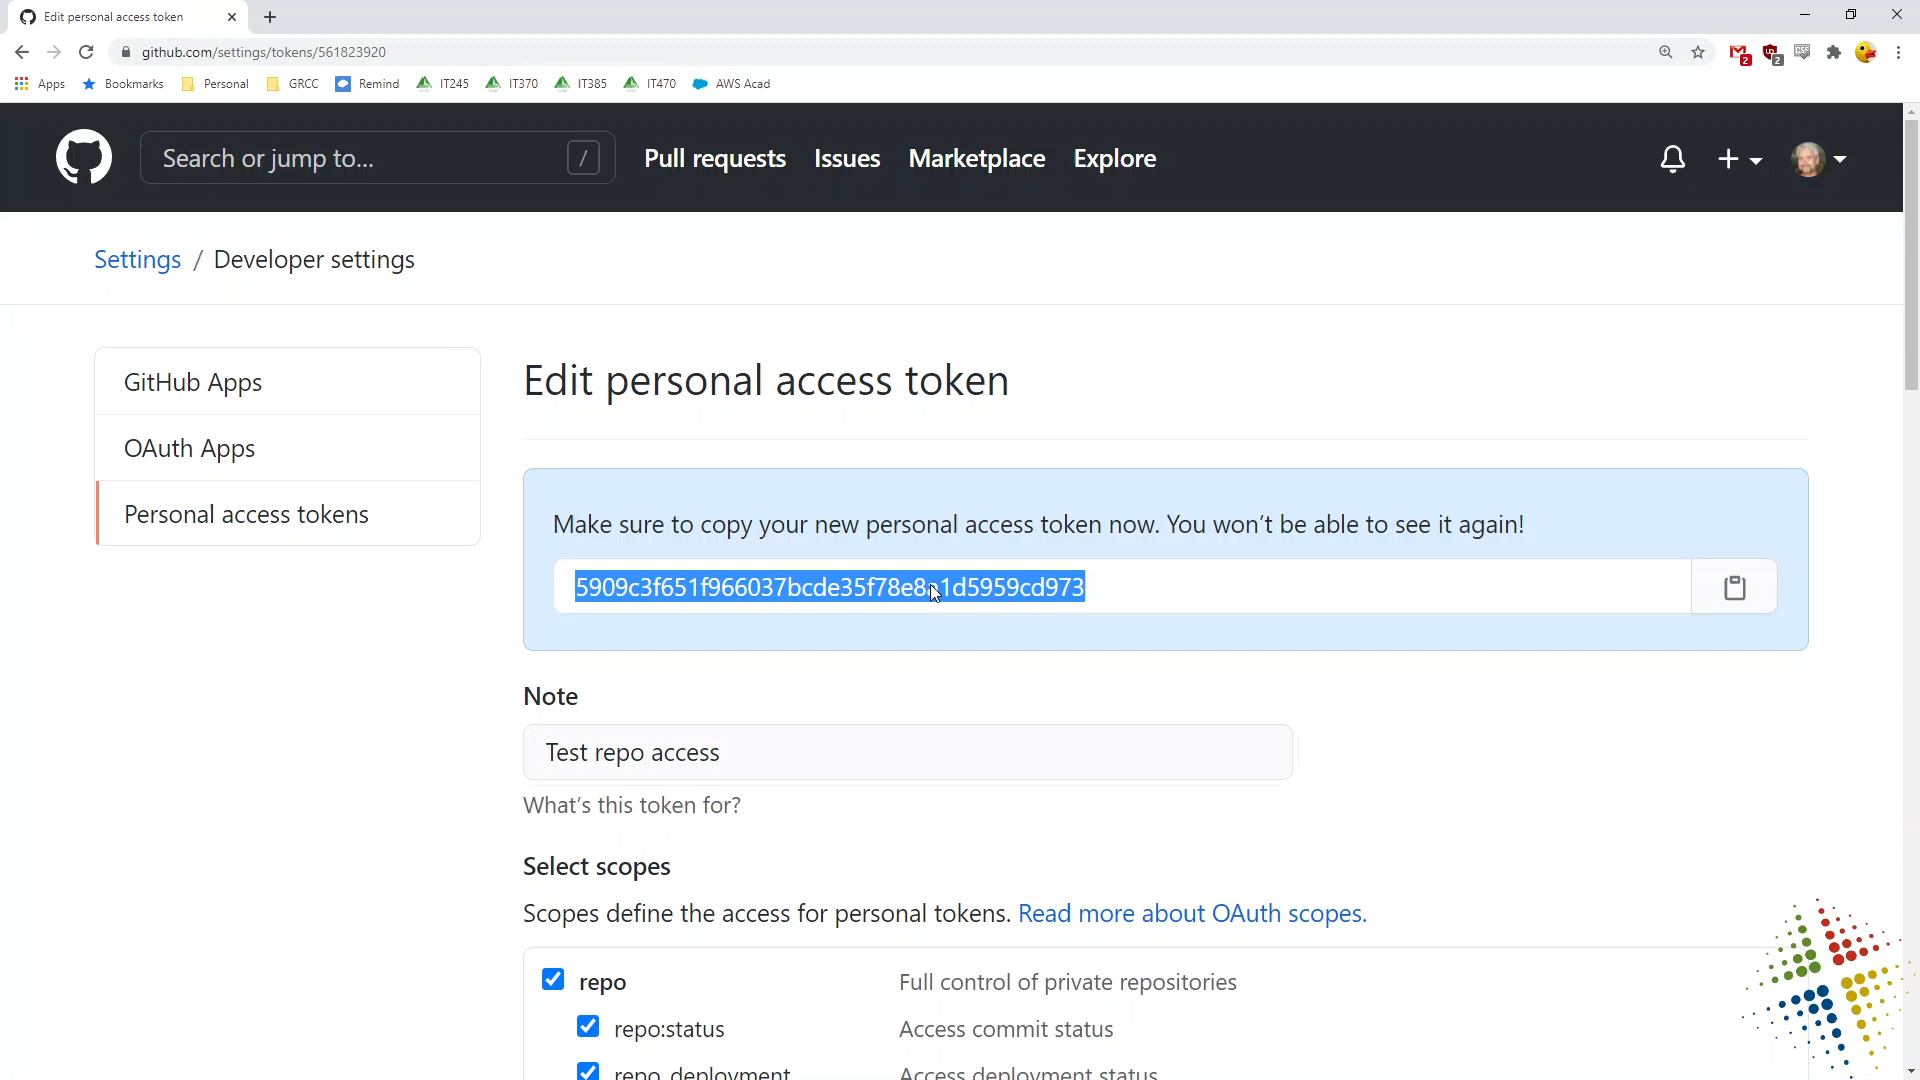 Edit personal access token
github.com/settings/tokens/561823920
2
2
CSS
Apps
Bookmarks
Personal
GRCC
Remind
IT245
IT370
IT385
IT470
AWS Acad
Search or jump to...
/
Pull requests
Issues
Marketplace
Explore
Settings / Developer settings
GitHub Apps
OAuth Apps
Personal access tokens
Edit personal access token
Make sure to copy your new personal access token now. You won't be able to see it again!
Note
Test repo access
What's this token for?
Select scopes
Scopes define the access for personal tokens. Read more about OAuth scopes.
repo
Full control of private repositories
repo:status
Access commit status
repo_deployment
Access deployment status